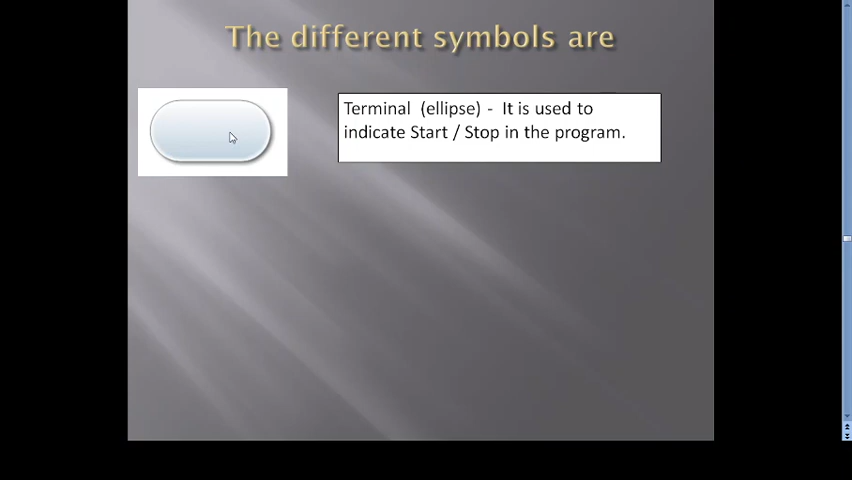 The different symbols are
Terminal (ellipse) - It is used to
indicate Start / Stop in the program.